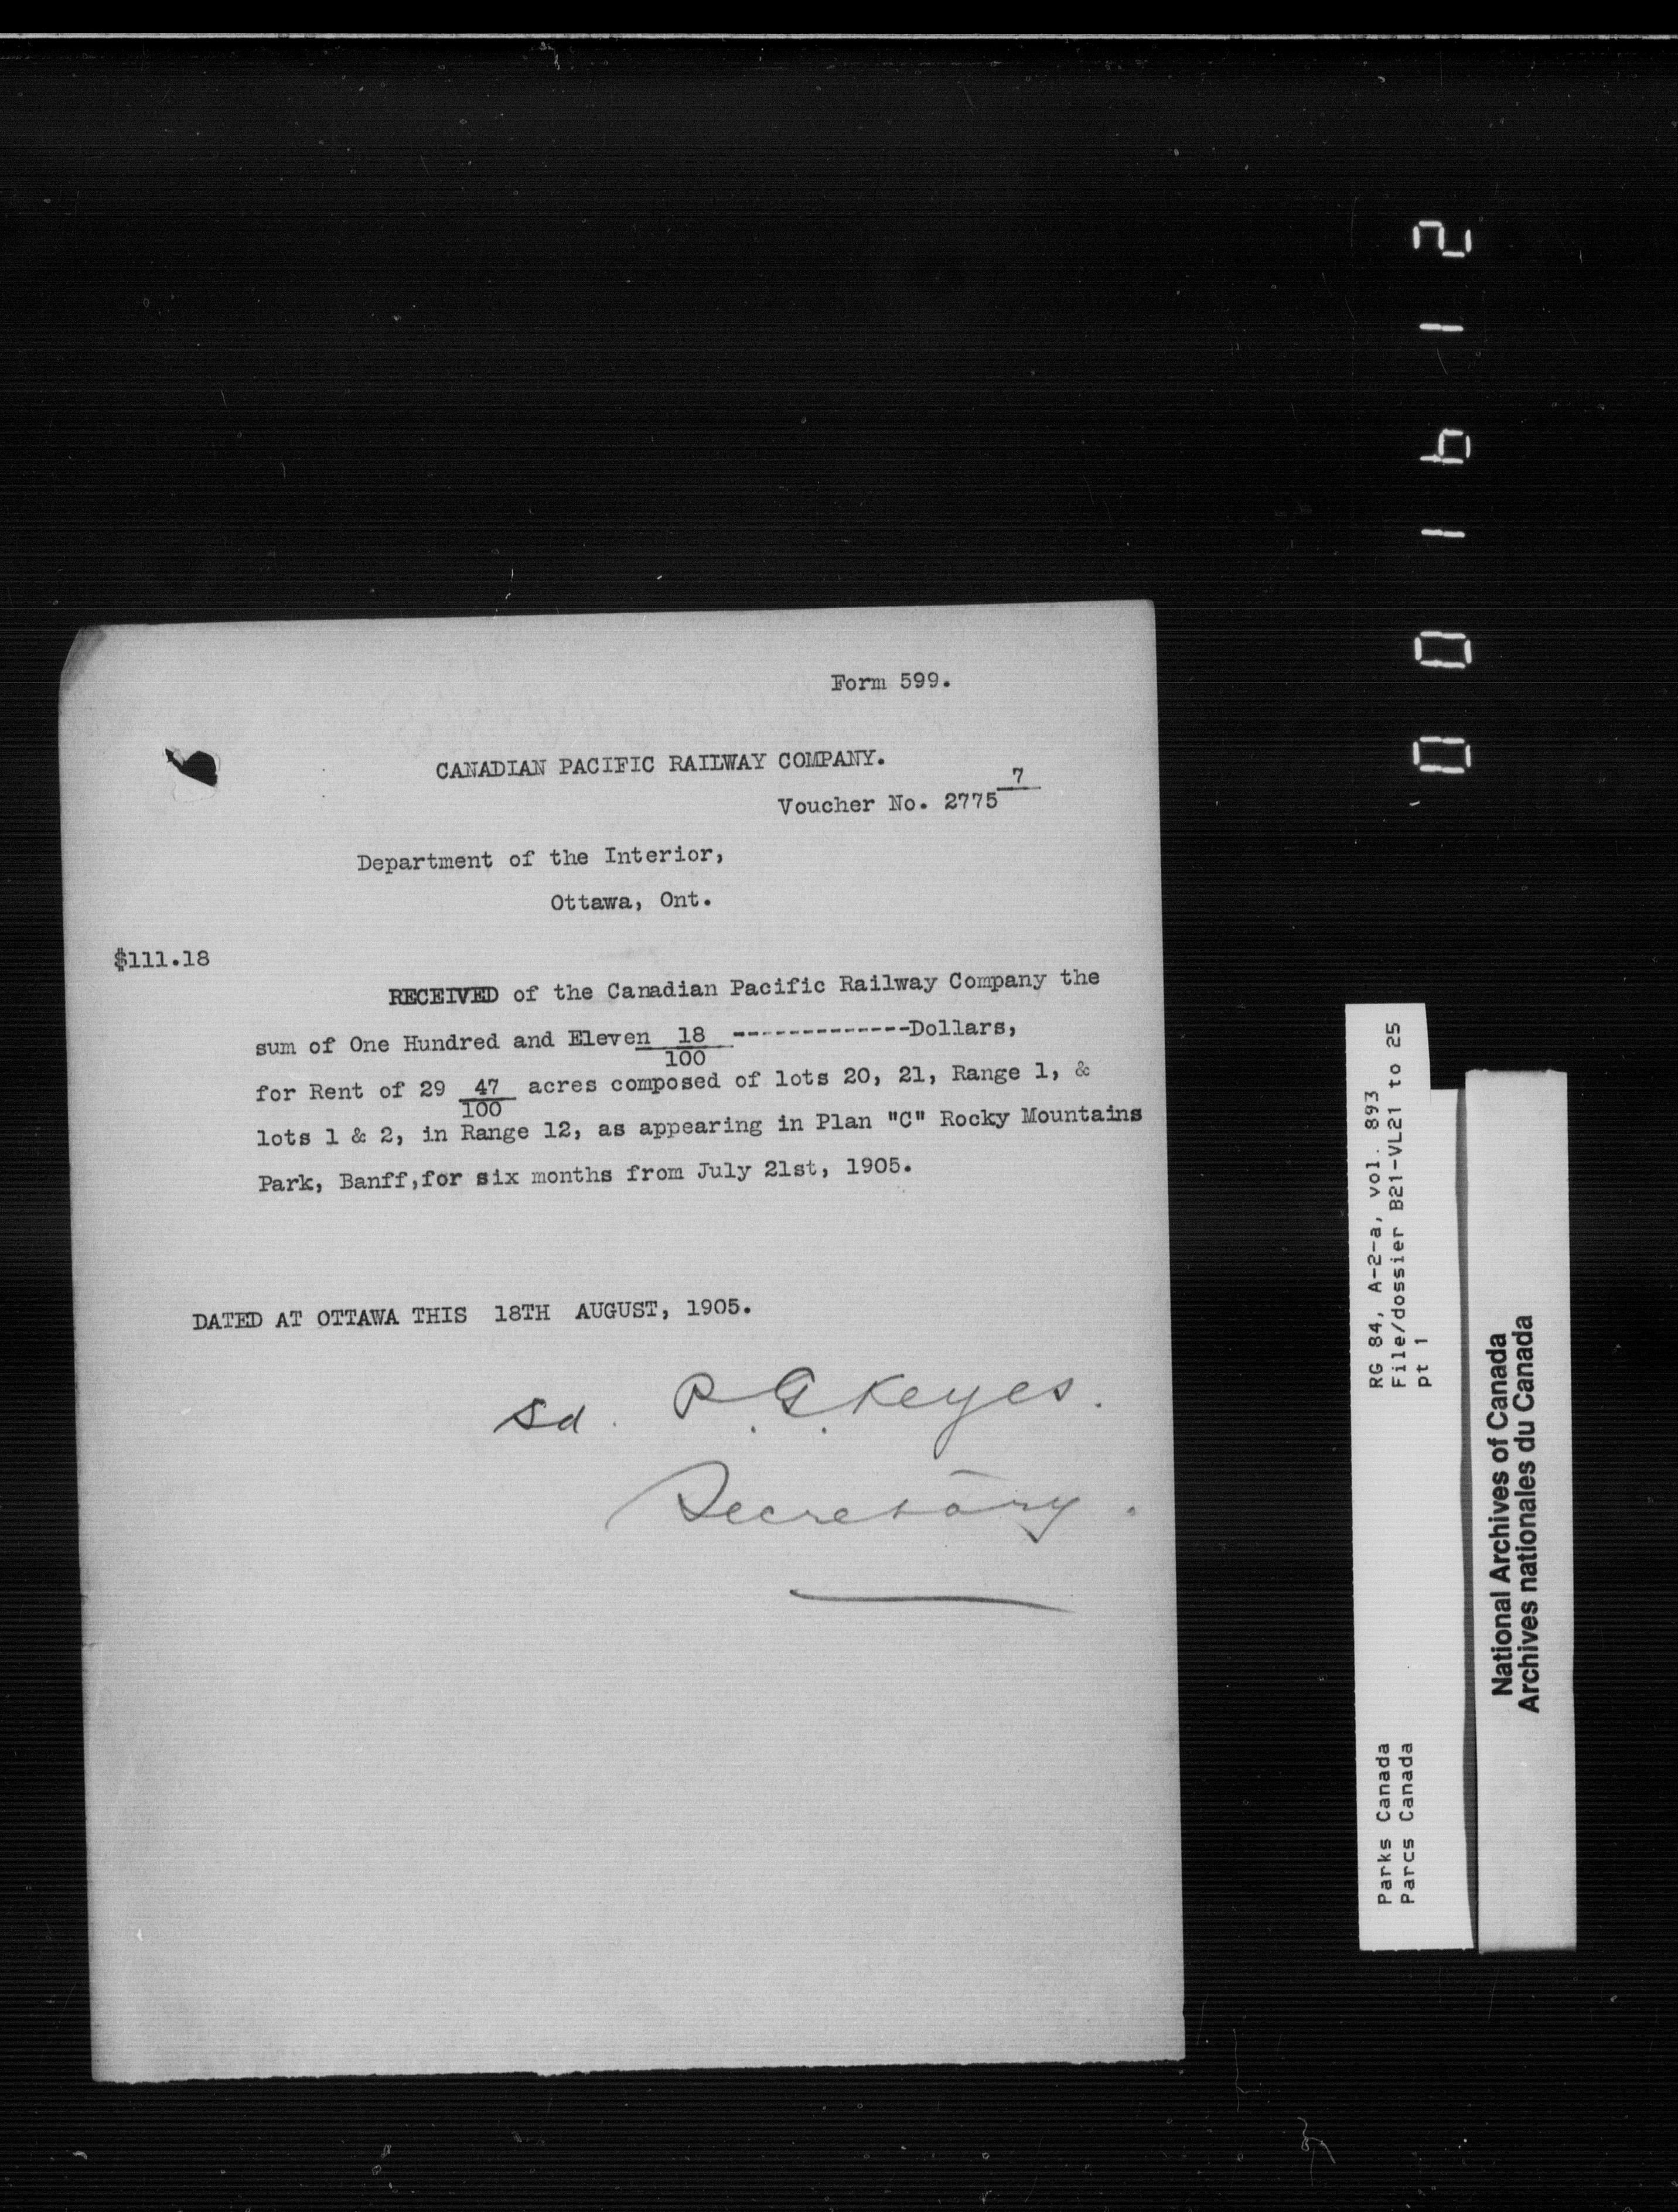 Form 599.
CANADIAN PACIFIC RAILWAY COMPANY.
Voucher No. 2775 7
Department of the Interior,
Ottawa, Ont.
$111.18
RECEIVED of the Canadian Pacific Railway Company the
sum of One Hundred and Eleven 18/100 -------------Dollars,
for Rent of 29 47/100 acres composed of lots 20, 21, Range 1, &
lots 1 & 2, in Range 12, as appearing in Plan "C" Rocky Mountains
Park, Banff,for six months from July 21st, 1905.
DATED AT OTTAWA THIS 18TH AUGUST, 1905.
sd. P.G. Keyes.
Secretary.
RG 84, A-2-a, vol. 893
File/dossier B21-VL21 to 25
pt 1
Parks Canada
Parcs Canada
National Archives of Canada
Archives nationales du Canada